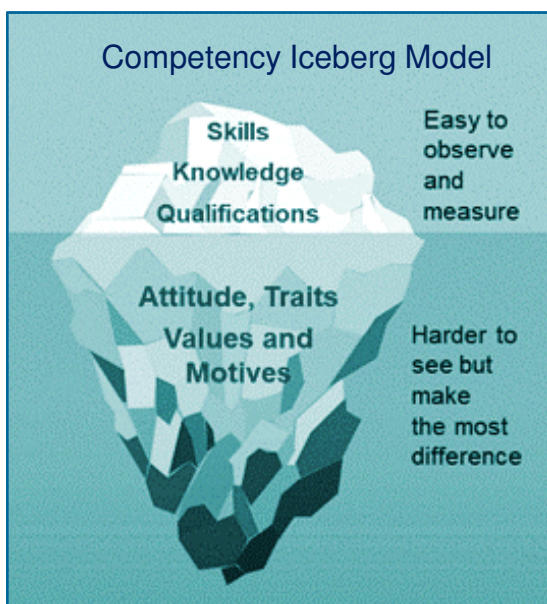 Competency Iceberg Model
Skills
Knowledge
Qualifications
Easy to
observe
and
measure
Attitude, Traits
Values and
Motives
Harder to
see but
make
the most
difference